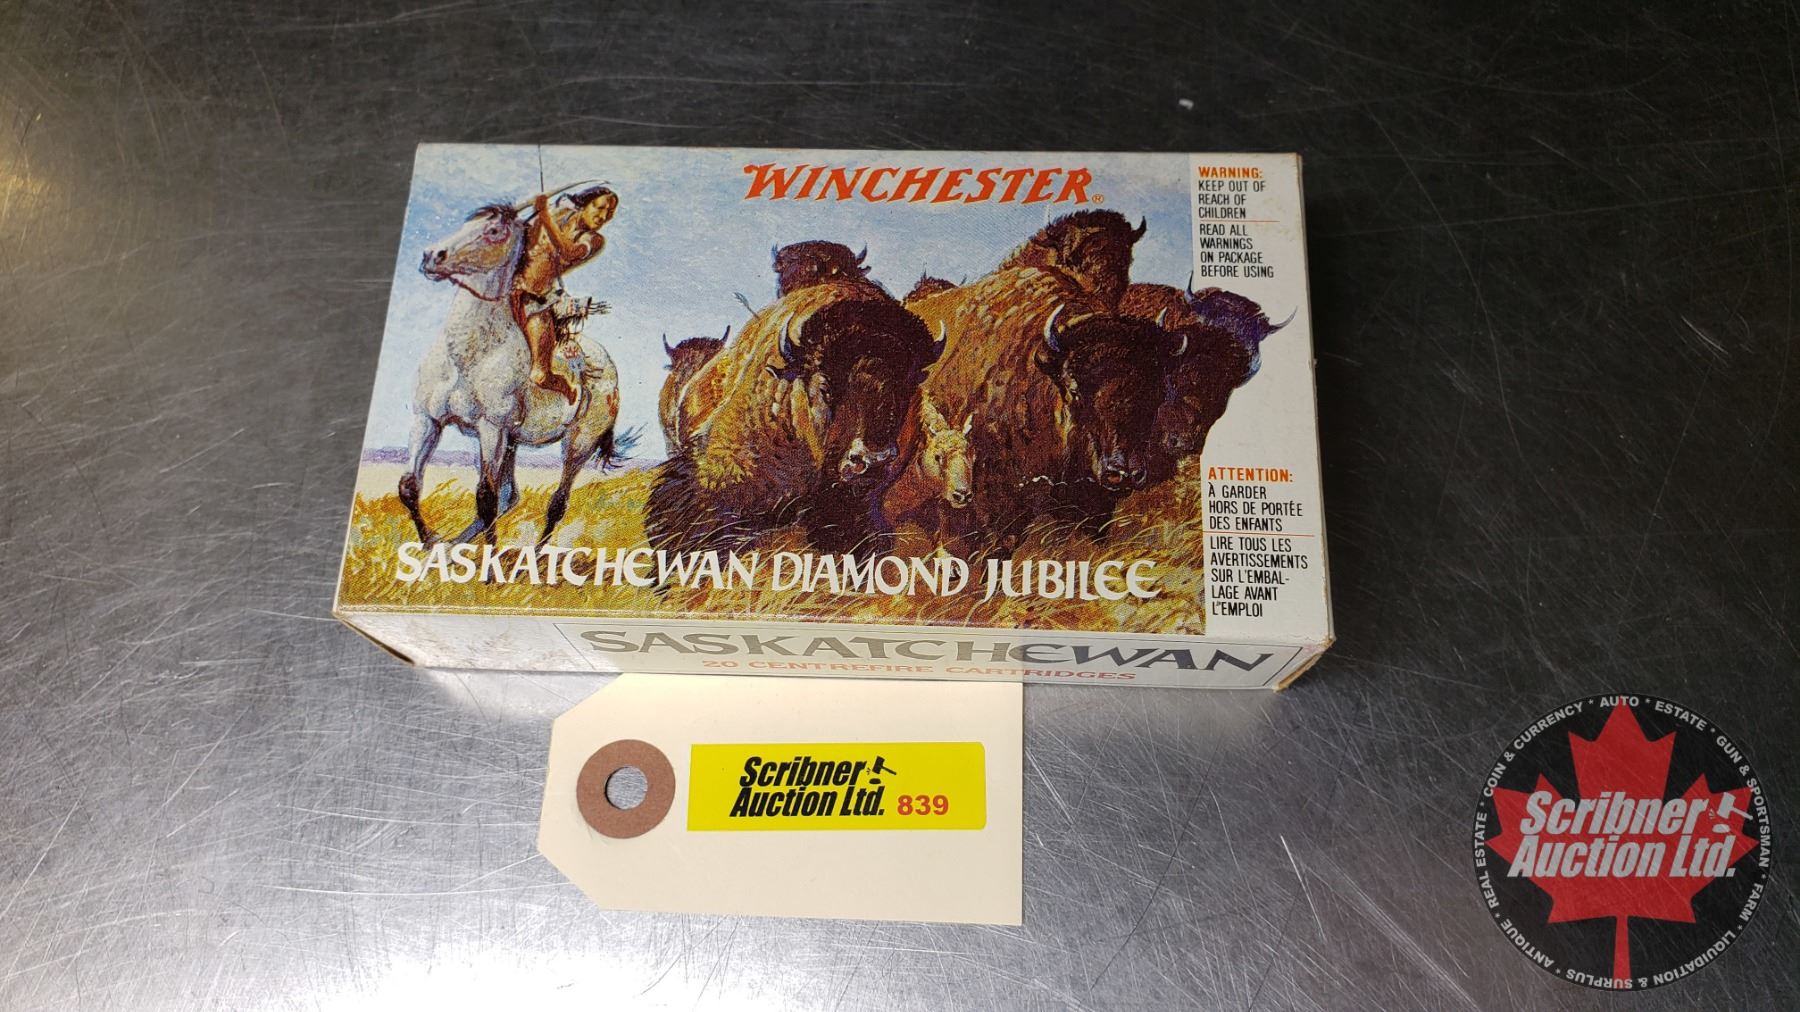 WINCHESTER®
WARNING:
KEEP OUT OF
REACH OF
CHILDREN
READ ALL
WARNINGS
ON PACKAGE
BEFORE USING
ATTENTION:
À GARDER
HORS DE PORTÉE
DES ENFANTS
LIRE TOUS LES
AVERTISSEMENTS
SUR L'EMBAL-
LAGE AVANT
L'EMPLOI
SASKATCHEWAN DIAMOND JUBILEE
SASKATCHEWAN
20 CENTREFIRE CARTRIDGES
Scribner
Auction Ltd. 839
Scribner
Auction Ltd.
REAL ESTATE * COIN & CURRENCY * AUTO * ESTATE * GUN & SPORTSMAN * FARM * LIQUIDATION & SURPLUS * ANTIQUE *